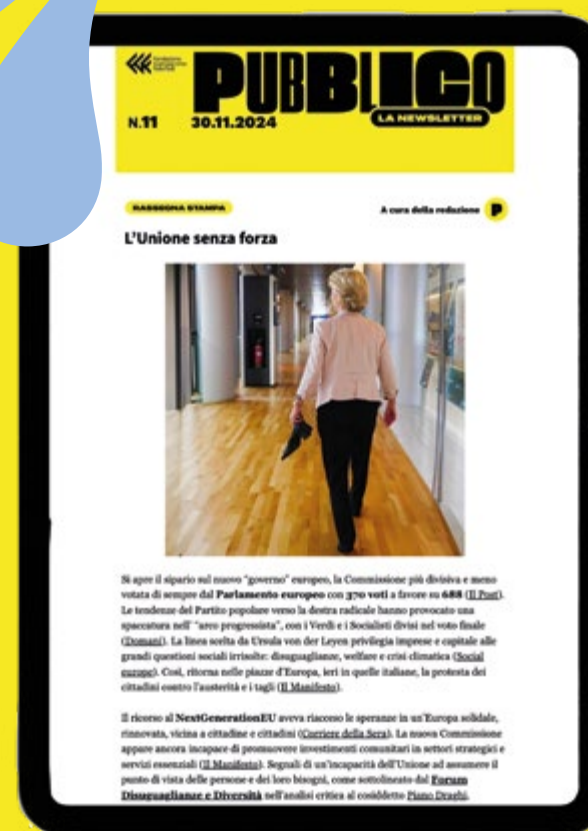 PUBBLICO
LA NEWSLETTER
N.11 30.11.2024
RASSEGNA STAMPA
A cura della redazione P
L'Unione senza forza
Si apre il sipario sul nuovo "governo" europeo, la Commissione più divisiva e meno
votata di sempre dal Parlamento europeo con 370 voti a favore su 688 (Il Post).
Le tendenze del Partito popolare verso la destra radicale hanno provocato una
spaccatura nell' "arco progressista", con i Verdi e i Socialisti divisi nel voto finale
(Domani). La linea scelta da Ursula von der Leyen privilegia imprese e capitale alle
grandi questioni sociali irrisolte: disuguaglianze, welfare e crisi climatica (Social
europe). Così, ritorna nelle piazze d'Europa, ieri in quelle italiane, la protesta dei
cittadini contro l'austerità e i tagli (Il Manifesto).
Il ricorso al NextGenerationEU aveva riacceso le speranze in un'Europa solidale,
rinnovata, vicina a cittadine e cittadini (Corriere della Sera). La nuova Commissione
appare ancora incapace di promuovere investimenti comunitari in settori strategici e
servizi essenziali (Il Manifesto). Segnali di un'incapacità dell'Unione ad assumere il
punto di vista delle persone e dei loro bisogni, come sottolineato dal Forum
Disuguaglianze e Diversità nell'analisi critica al cosiddetto Piano Draghi.